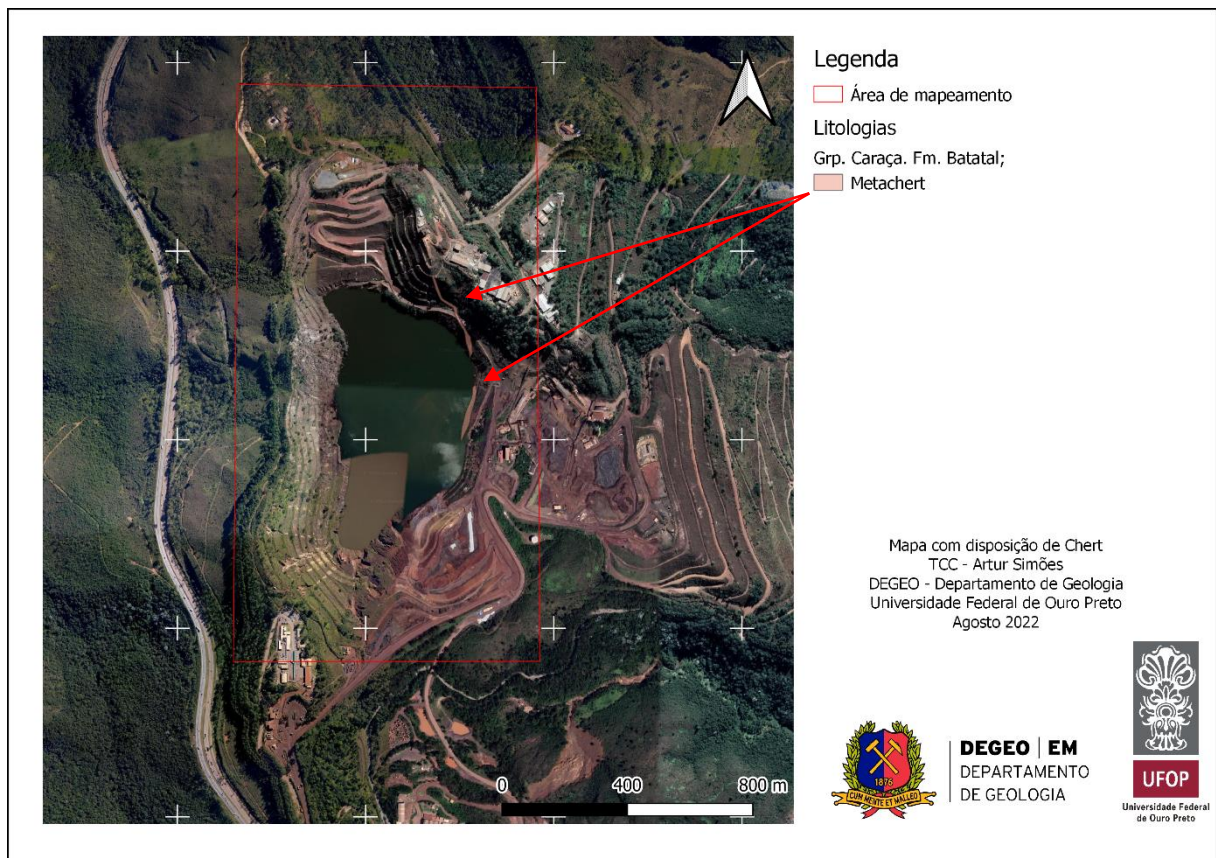 Legenda
Área de mapeamento
Litologias
Grp. Caraça. Fm. Batatal;
Metachert
Mapa com disposição de Chert
TCC - Artur Simões
DEGEO - Departamento de Geologia
Universidade Federal de Ouro Preto
Agosto 2022
0 400 800 m
1876
CUM MENTE ET MALLEO
DEGEO | EM
DEPARTAMENTO
DE GEOLOGIA
UFOP
Universidade Federal
de Ouro Preto